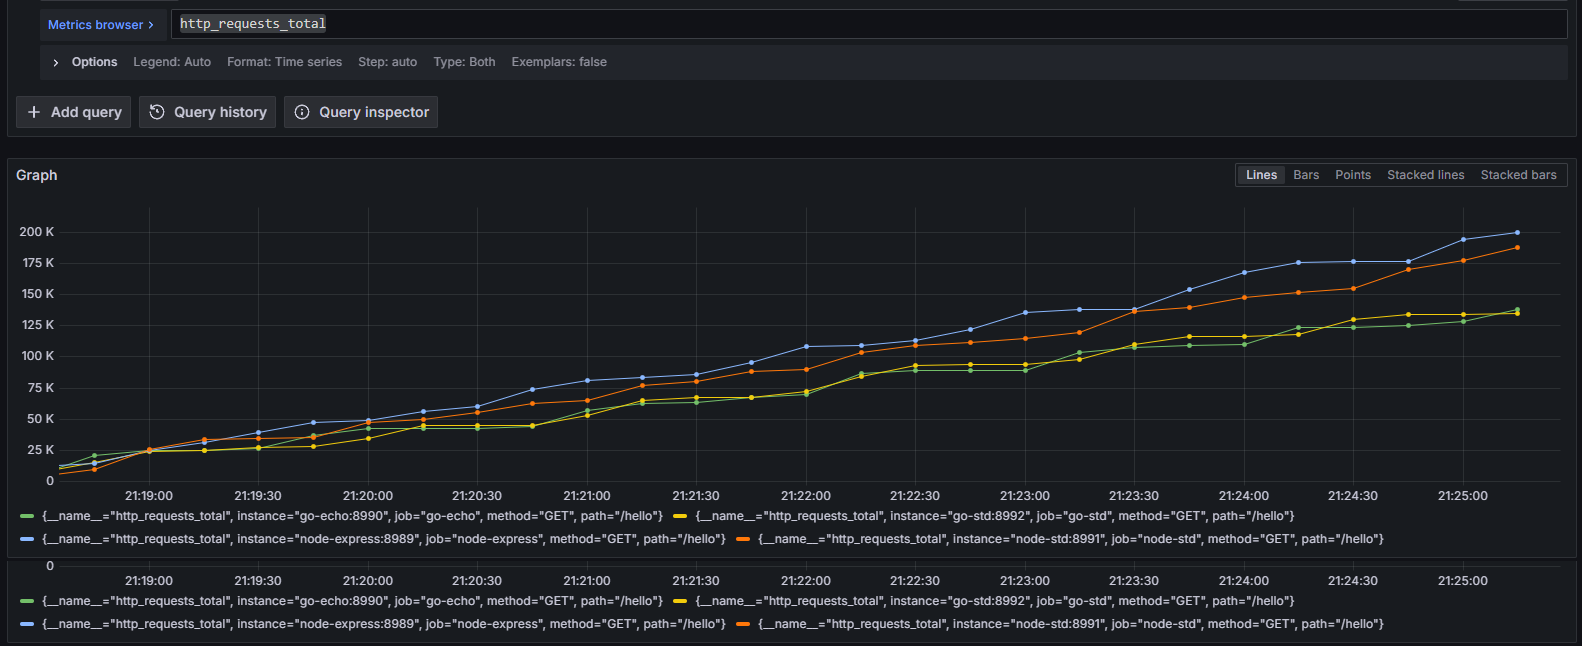 Metrics browser > http_requests_total
> Options Legend: Auto Format: Time series Step: auto Type: Both Exemplars: false
+ Add query Query history Query inspector
Graph Lines Bars Points Stacked lines Stacked bars
200 K
175 K
150 K
125 K
100 K
75 K
50 K
25 K
0
21:19:00 21:19:30 21:20:00 21:20:30 21:21:00 21:21:30 21:22:00 21:22:30 21:23:00 21:23:30 21:24:00 21:24:30 21:25:00
{__name__="http_requests_total", instance="go-echo:8990", job="go-echo", method="GET", path="/hello"} {__name__="http_requests_total", instance="go-std:8992", job="go-std", method="GET", path="/hello"}
{__name__="http_requests_total", instance="node-express:8989", job="node-express", method="GET", path="/hello"} {__name__="http_requests_total", instance="node-std:8991", job="node-std", method="GET", path="/hello"}
0
21:19:00 21:19:30 21:20:00 21:20:30 21:21:00 21:21:30 21:22:00 21:22:30 21:23:00 21:23:30 21:24:00 21:24:30 21:25:00
{__name__="http_requests_total", instance="go-echo:8990", job="go-echo", method="GET", path="/hello"} {__name__="http_requests_total", instance="go-std:8992", job="go-std", method="GET", path="/hello"}
{__name__="http_requests_total", instance="node-express:8989", job="node-express", method="GET", path="/hello"} {__name__="http_requests_total", instance="node-std:8991", job="node-std", method="GET", path="/hello"}